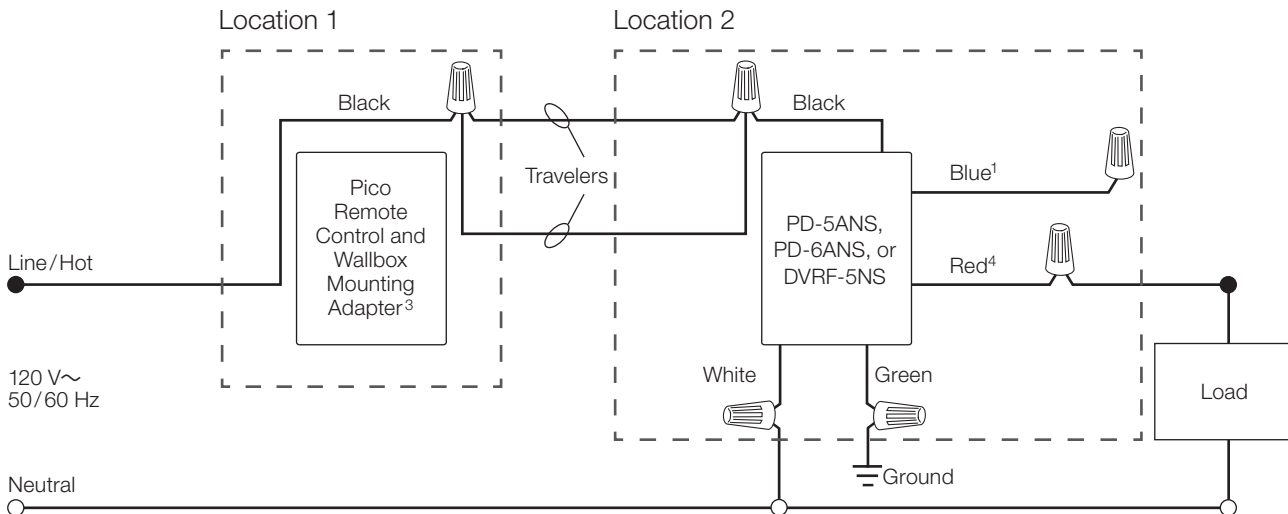 Location 1
Location 2
Black
Black
Travelers
Blue¹
Pico
Remote
Control and
Wallbox
Mounting
Adapter³
PD-5ANS,
PD-6ANS, or
DVRF-5NS
Line/Hot
Red⁴
120 V~
50/60 Hz
White
Green
Load
Ground
Neutral